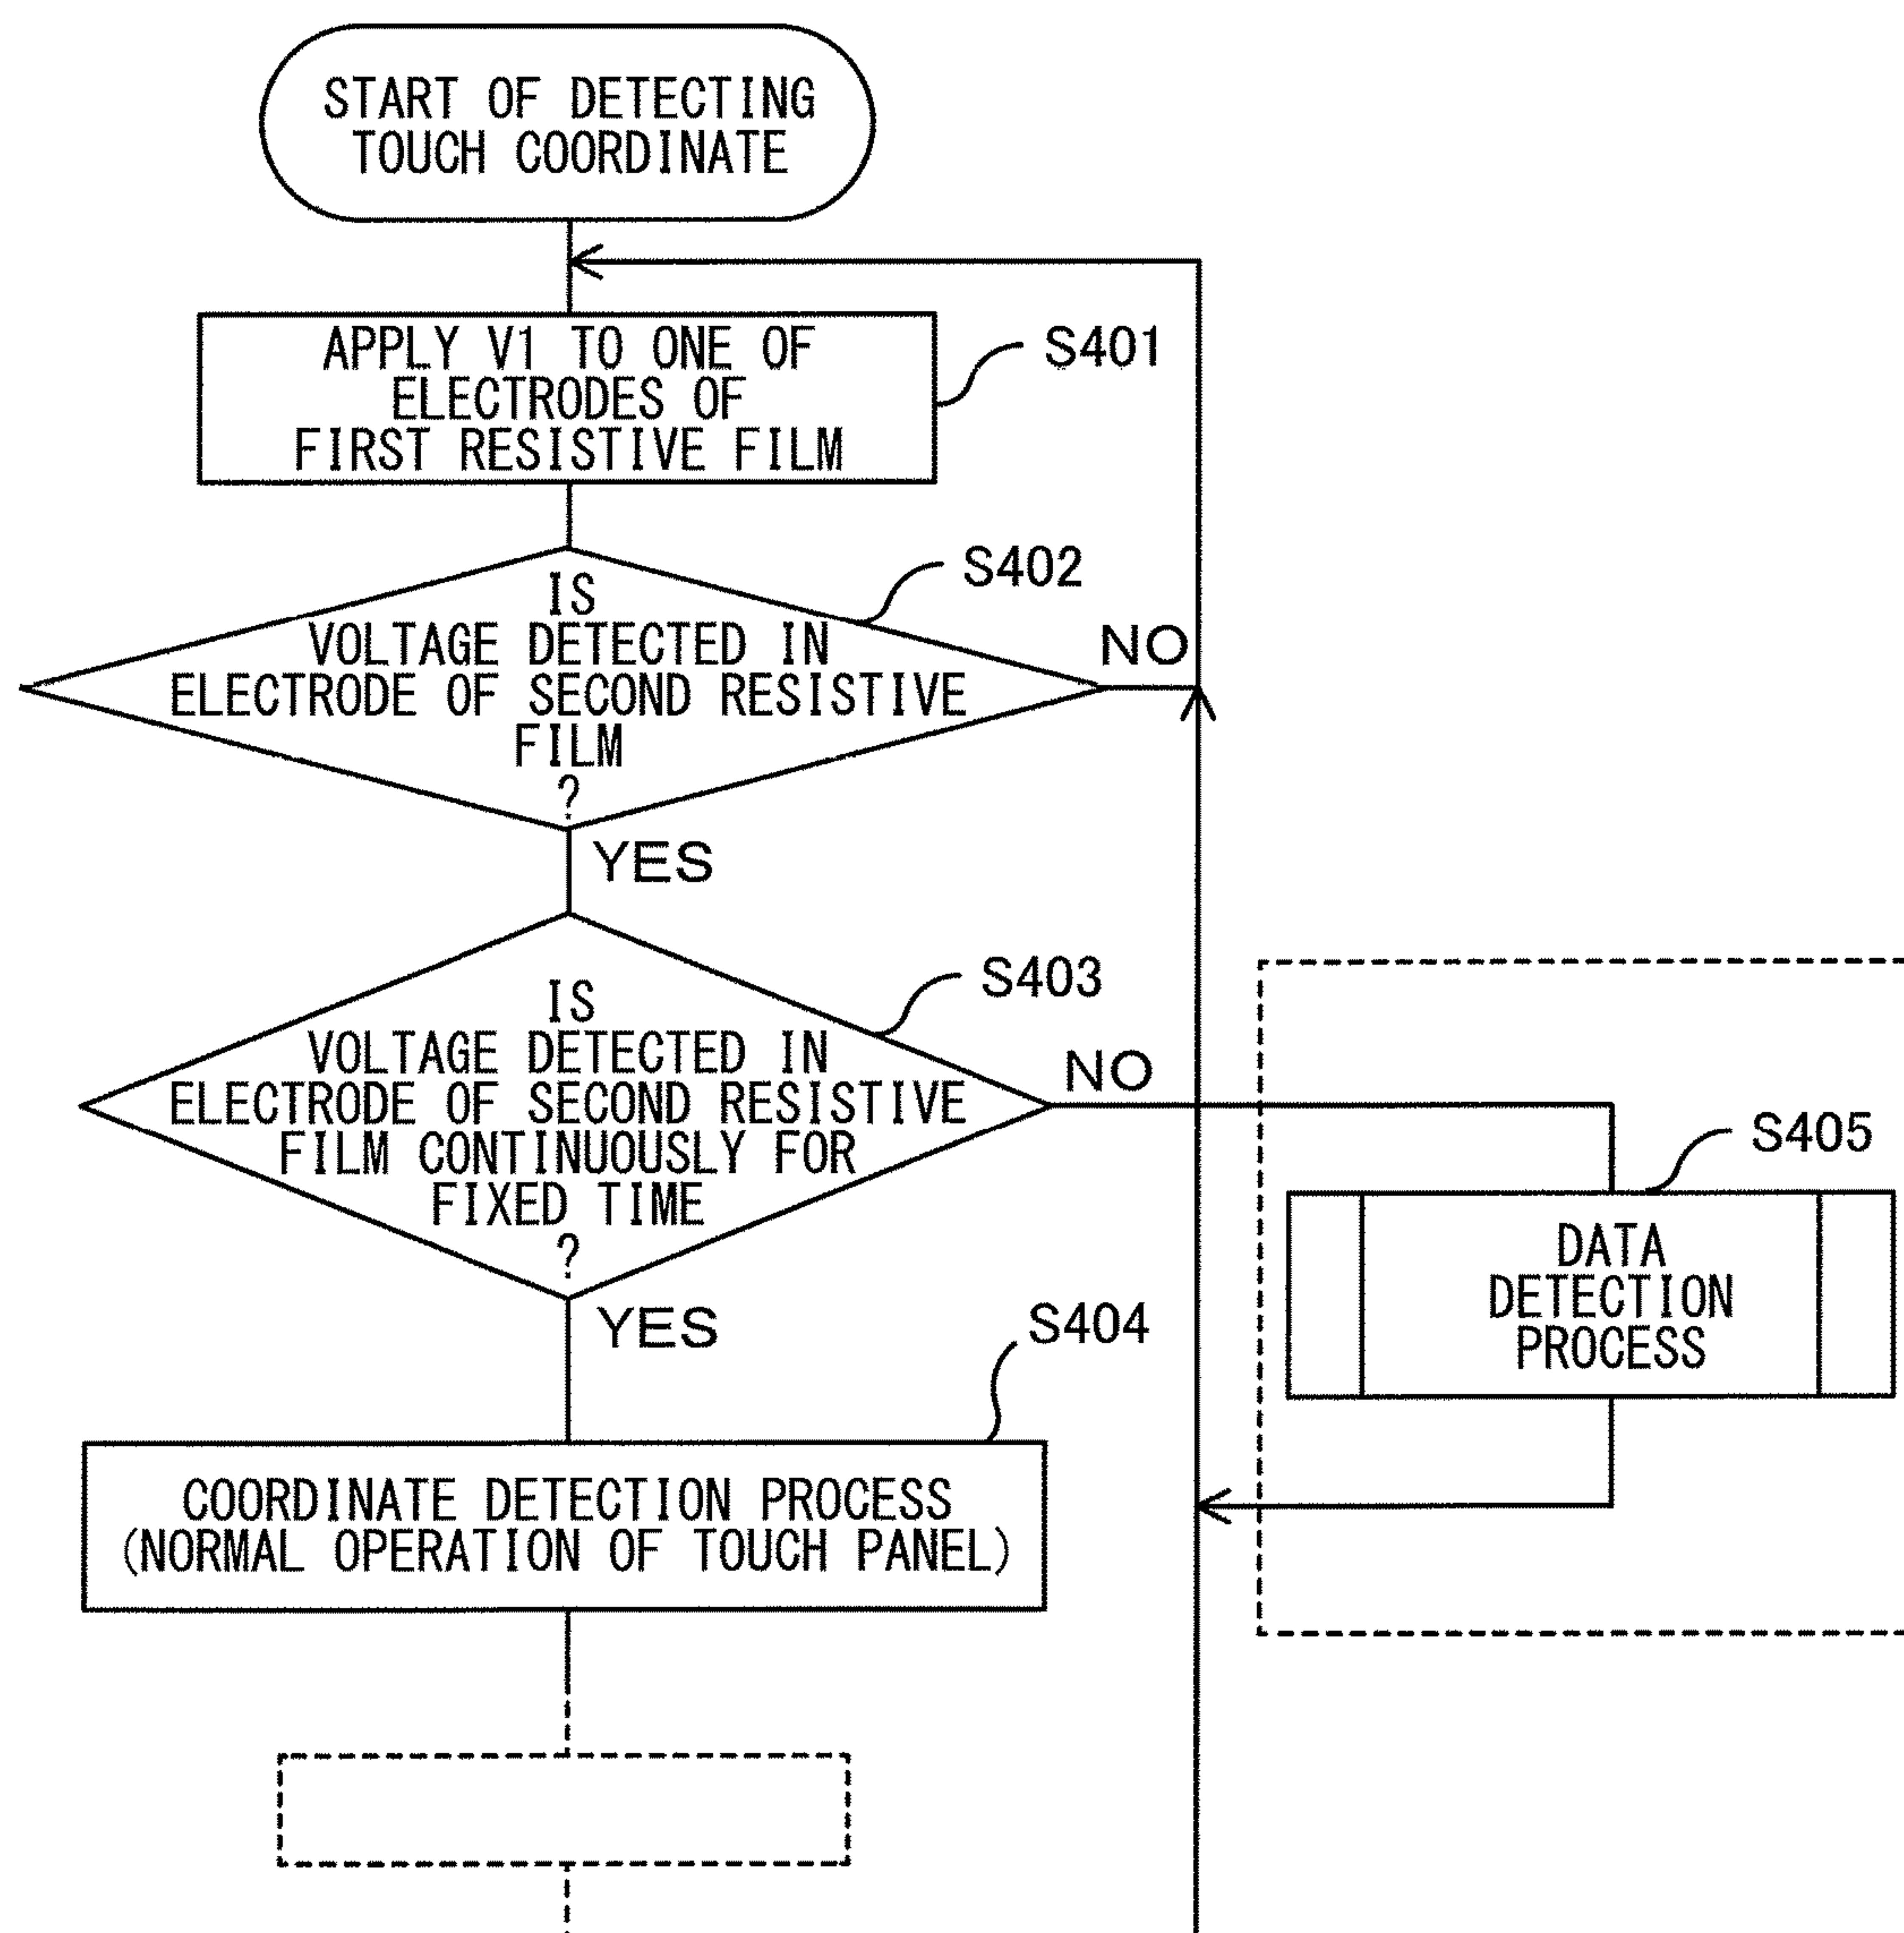 START OF DETECTING
TOUCH COORDINATE
APPLY V1 TO ONE OF
ELECTRODES OF
FIRST RESISTIVE FILM
S401
IS
VOLTAGE DETECTED IN
ELECTRODE OF SECOND RESISTIVE
FILM
?
S402
NO
YES
IS
VOLTAGE DETECTED IN
ELECTRODE OF SECOND RESISTIVE
FILM CONTINUOUSLY FOR
FIXED TIME
?
S403
NO
S405
DATA
DETECTION
PROCESS
YES
S404
COORDINATE DETECTION PROCESS
(NORMAL OPERATION OF TOUCH PANEL)